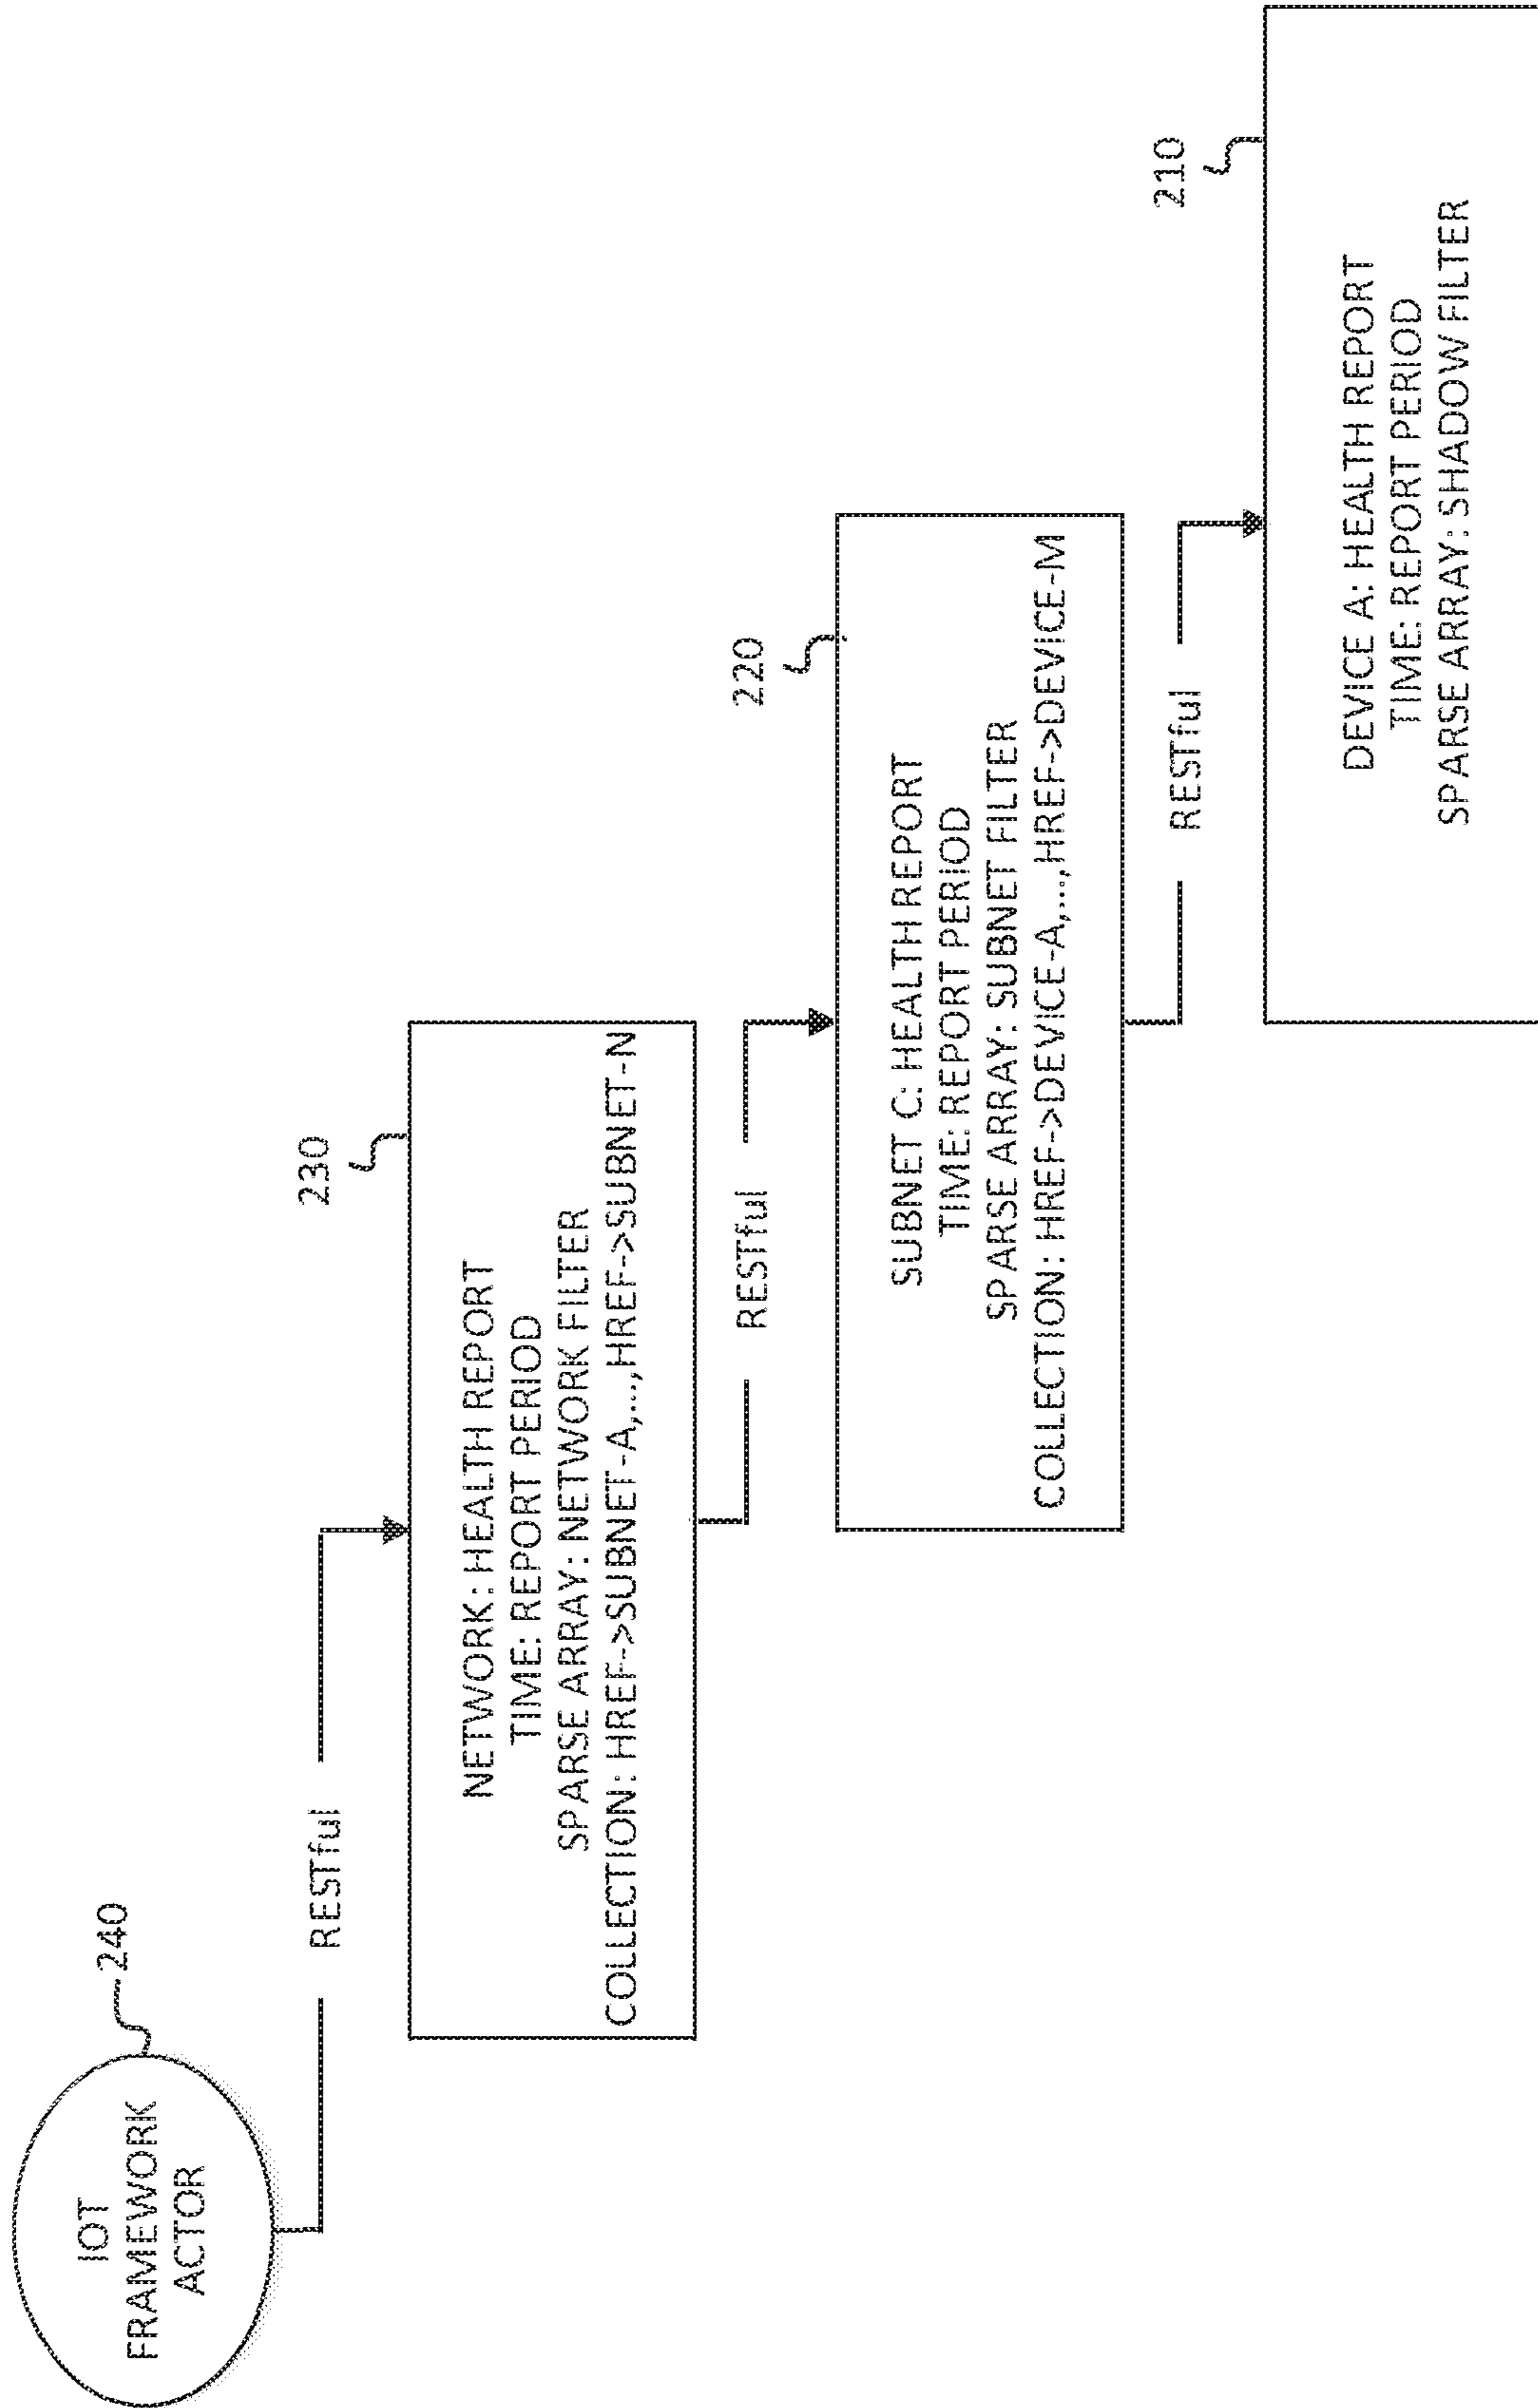 IOT
FRAMEWORK
ACTOR
240
RESTful
230
NETWORK: HEALTH REPORT
TIME: REPORT PERIOD
SPARSE ARRAY: NETWORK FILTER
COLLECTION: HREF->SUBNET-A,...,HREF->SUBNET-N
RESTful
220
SUBNET C: HEALTH REPORT
TIME: REPORT PERIOD
SPARSE ARRAY: SUBNET FILTER
COLLECTION: HREF->DEVICE-A,...,HREF->DEVICE-M
RESTful
210
DEVICE A: HEALTH REPORT
TIME: REPORT PERIOD
SPARSE ARRAY: SHADOW FILTER